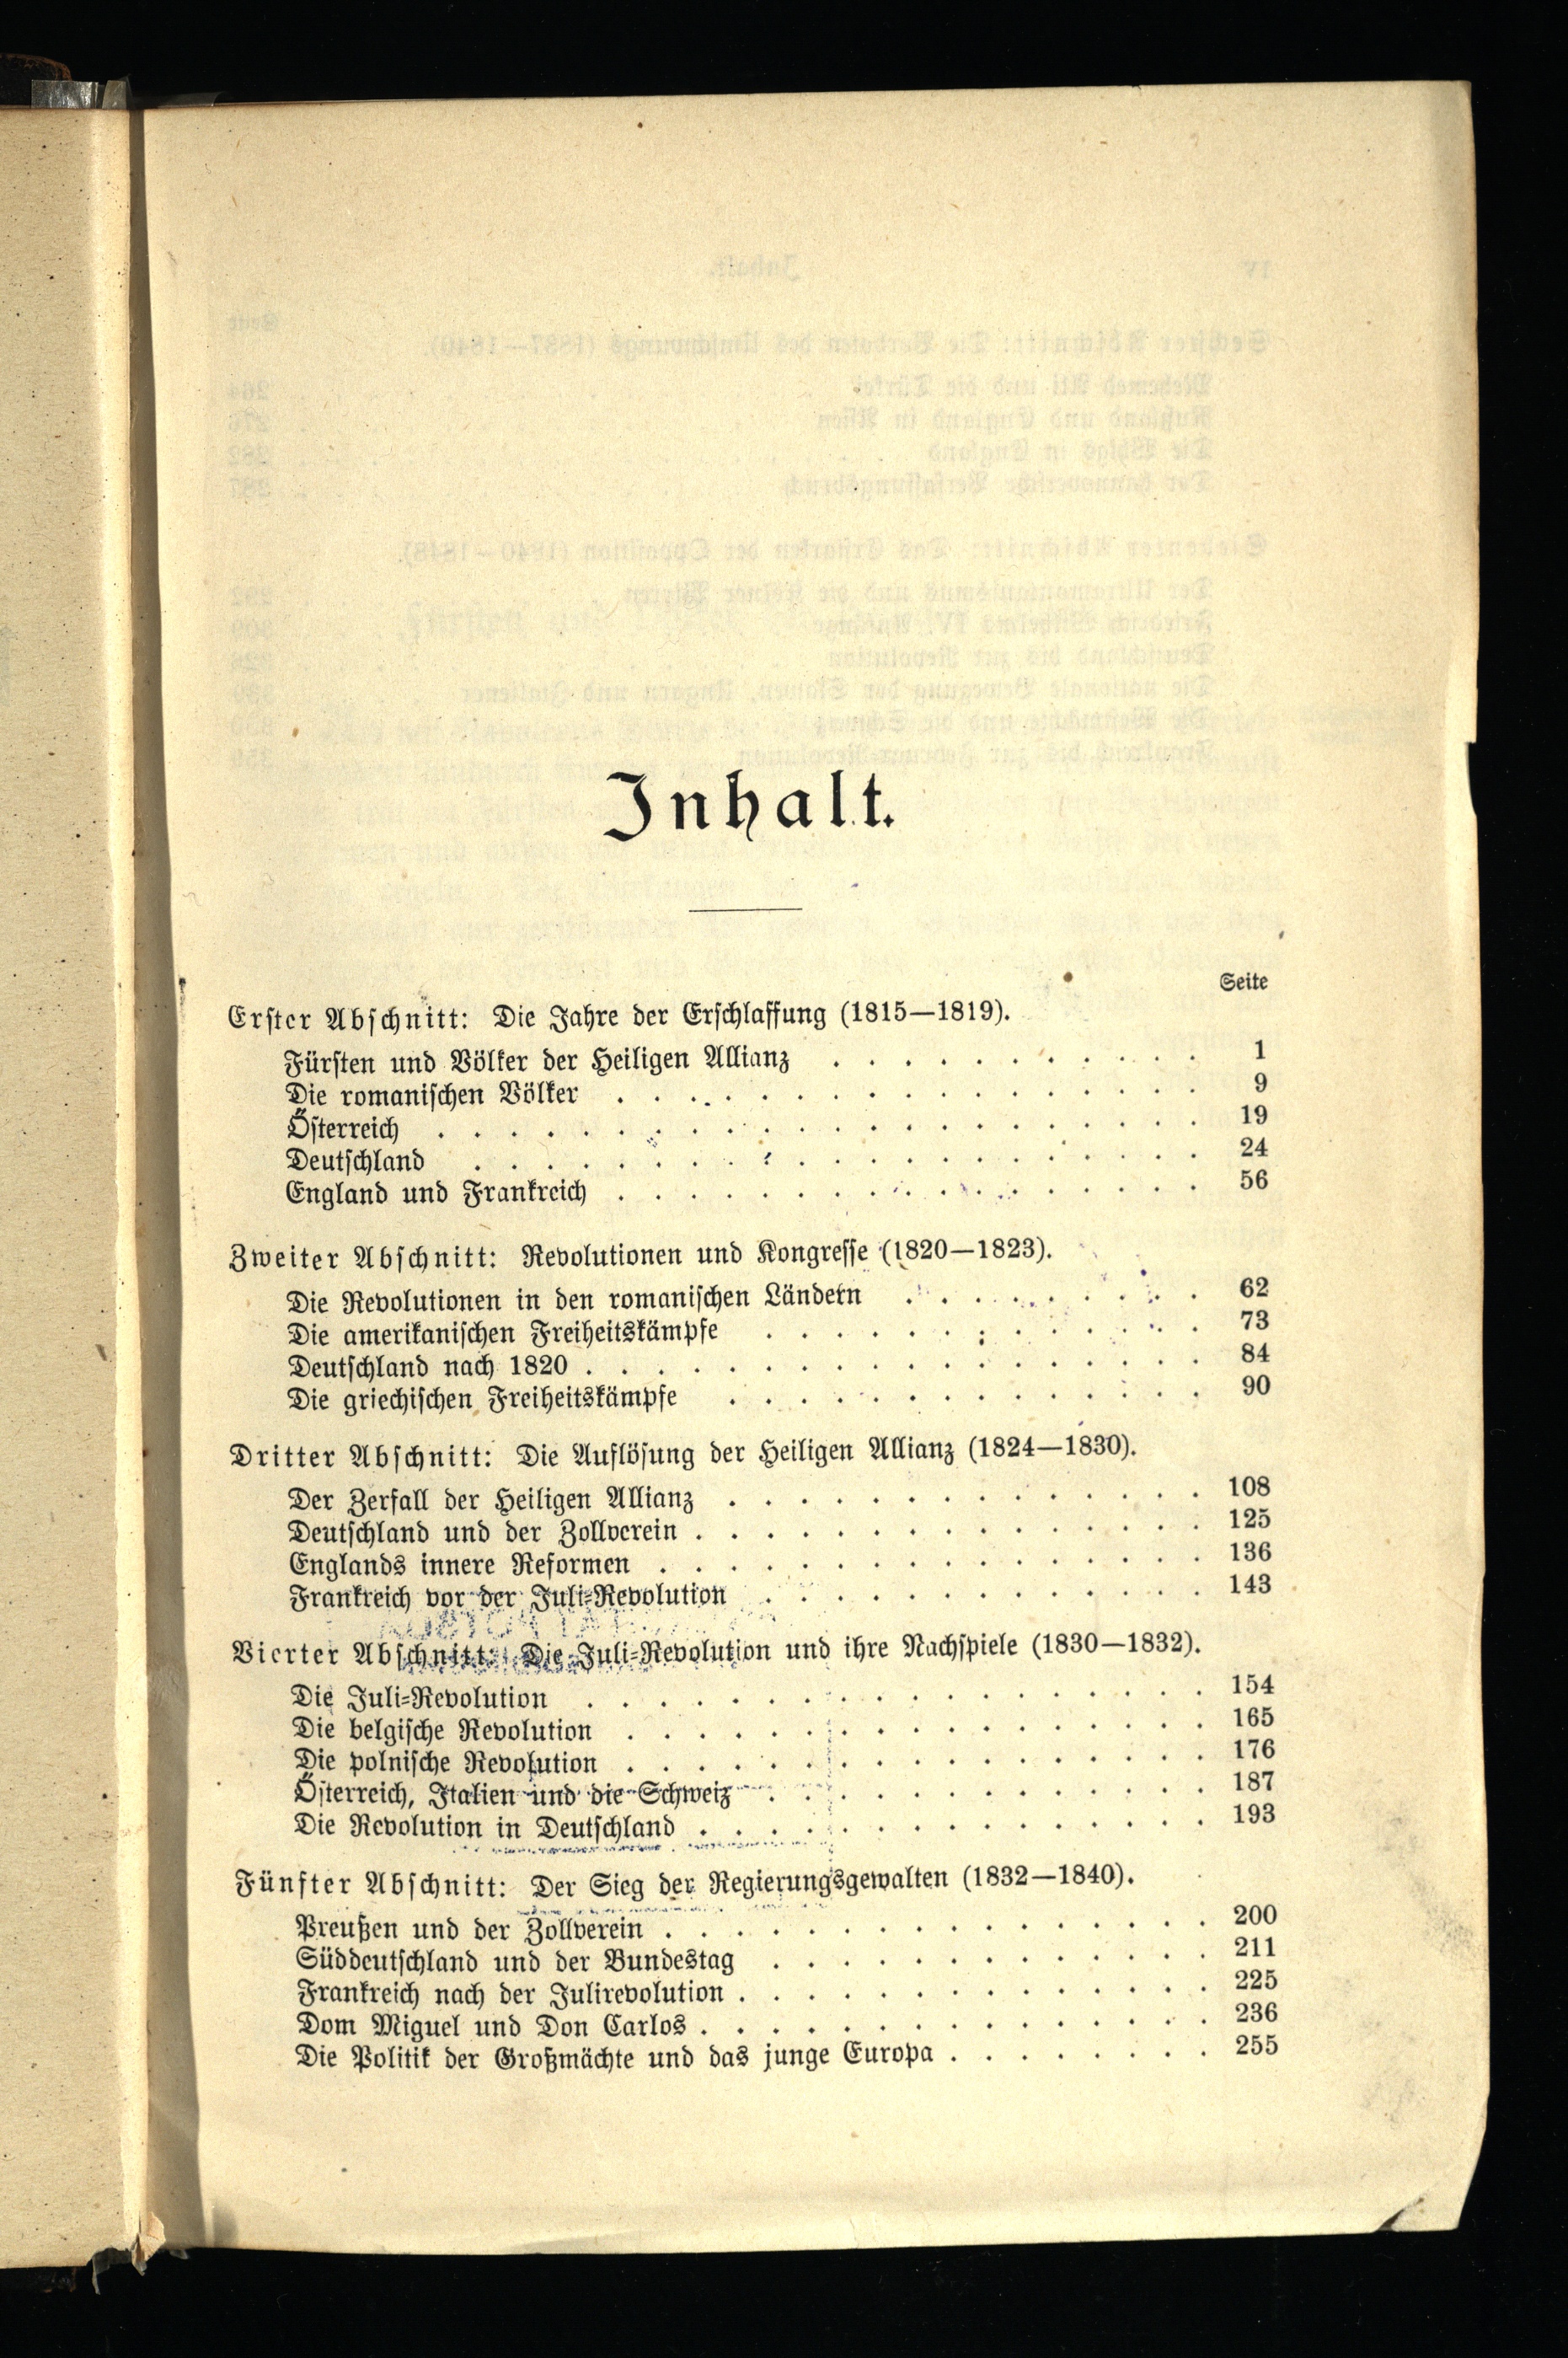 Inhalt.
Seite
Erster Abschnitt: Die Jahre der Erschlaffung (1815—1819).
Fürsten und Völker der Heiligen Allianz . . . . . . . . . . . 1
Die romanischen Völker . . . . . . . . . . . . . . . . . 9
Österreich . . . . . . . . . . . . . . . . . . . . . . 19
Deutschland . . . . . . . . . . . . . . . . . . . . . 24
England und Frankreich . . . . . . . . . . . . . . . . . 56
Zweiter Abschnitt: Revolutionen und Kongresse (1820—1823).
Die Revolutionen in den romanischen Ländern . . . . . . . . . 62
Die amerikanischen Freiheitskämpfe . . . . . . . . . . . . . 73
Deutschland nach 1820 . . . . . . . . . . . . . . . . . . 84
Die griechischen Freiheitskämpfe . . . . . . . . . . . . . . 90
Dritter Abschnitt: Die Auflösung der Heiligen Allianz (1824—1830).
Der Zerfall der Heiligen Allianz . . . . . . . . . . . . . . 108
Deutschland und der Zollverein . . . . . . . . . . . . . . . 125
Englands innere Reformen . . . . . . . . . . . . . . . . 136
Frankreich vor der Juli-Revolution . . . . . . . . . . . . . 143
Vierter Abschnitt: Die Juli-Revolution und ihre Nachspiele (1830—1832).
Die Juli-Revolution . . . . . . . . . . . . . . . . . . 154
Die belgische Revolution . . . . . . . . . . . . . . . . . 165
Die polnische Revolution . . . . . . . . . . . . . . . . . 176
Österreich, Italien und die Schweiz . . . . . . . . . . . . . 187
Die Revolution in Deutschland . . . . . . . . . . . . . . . 193
Fünfter Abschnitt: Der Sieg der Regierungsgewalten (1832—1840).
Preußen und der Zollverein . . . . . . . . . . . . . . . . 200
Süddeutschland und der Bundestag . . . . . . . . . . . . . 211
Frankreich nach der Julirevolution . . . . . . . . . . . . . . 225
Dom Miguel und Don Carlos . . . . . . . . . . . . . . . 236
Die Politik der Großmächte und das junge Europa . . . . . . . . 255